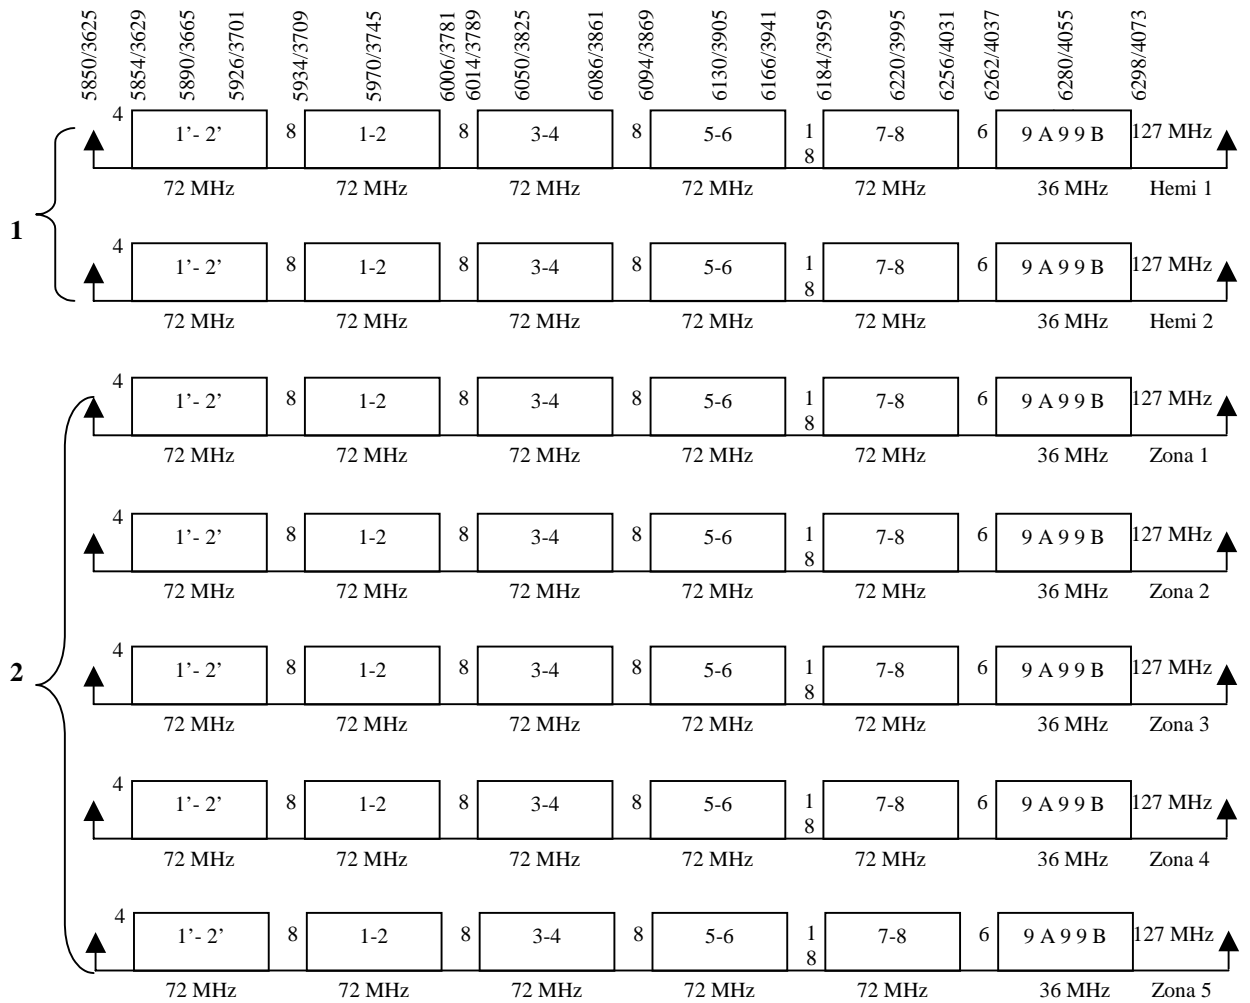 5850/3625 5854/3629 5890/3665 5926/3701 5934/3709 5970/3745 6006/3781 6014/3789 6050/3825 6086/3861 6094/3869 6130/3905 6166/3941 6184/3959 6220/3995 6256/4031 6262/4037 6280/4055 6298/4073
4 1’- 2’ 8 1-2 8 3-4 8 5-6 18 7-8 6 9 A 9 9 B 127 MHz
72 MHz 72 MHz 72 MHz 72 MHz 72 MHz 36 MHz Hemi 1
1
4 1’- 2’ 8 1-2 8 3-4 8 5-6 18 7-8 6 9 A 9 9 B 127 MHz
72 MHz 72 MHz 72 MHz 72 MHz 72 MHz 36 MHz Hemi 2
4 1’- 2’ 8 1-2 8 3-4 8 5-6 18 7-8 6 9 A 9 9 B 127 MHz
72 MHz 72 MHz 72 MHz 72 MHz 72 MHz 36 MHz Zona 1
4 1’- 2’ 8 1-2 8 3-4 8 5-6 18 7-8 6 9 A 9 9 B 127 MHz
72 MHz 72 MHz 72 MHz 72 MHz 72 MHz 36 MHz Zona 2
2
4 1’- 2’ 8 1-2 8 3-4 8 5-6 18 7-8 6 9 A 9 9 B 127 MHz
72 MHz 72 MHz 72 MHz 72 MHz 72 MHz 36 MHz Zona 3
4 1’- 2’ 8 1-2 8 3-4 8 5-6 18 7-8 6 9 A 9 9 B 127 MHz
72 MHz 72 MHz 72 MHz 72 MHz 72 MHz 36 MHz Zona 4
4 1’- 2’ 8 1-2 8 3-4 8 5-6 18 7-8 6 9 A 9 9 B 127 MHz
72 MHz 72 MHz 72 MHz 72 MHz 72 MHz 36 MHz Zona 5